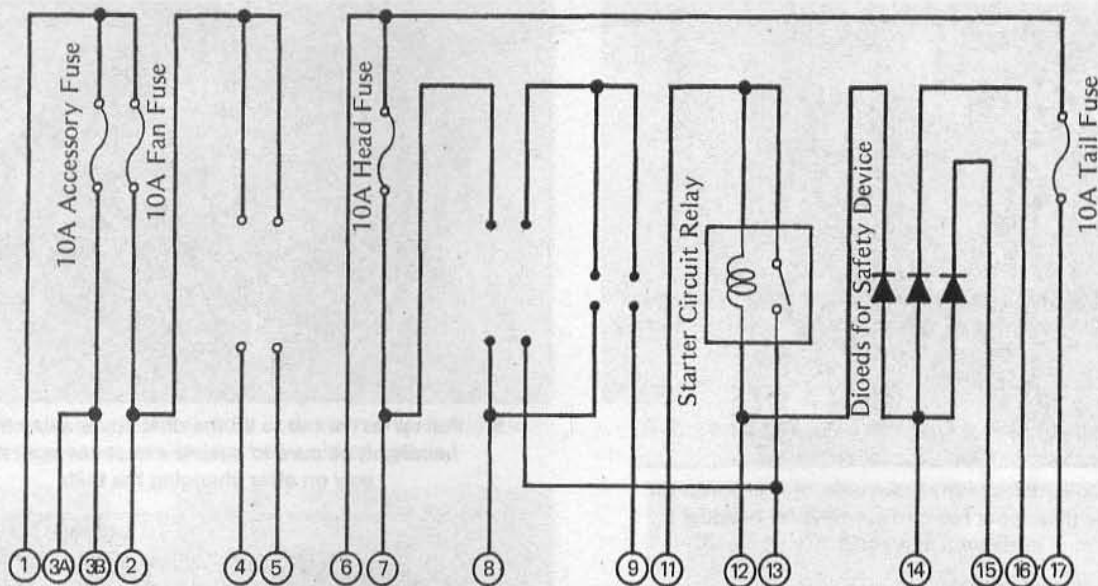 10A Accessory Fuse
10A Fan Fuse
10A Head Fuse
Starter Circuit Relay
Dioeds for Safety Device
10A Tail Fuse
1 3A 3B 2 4 5 6 7 8 9 11 12 13 14 15 16 17